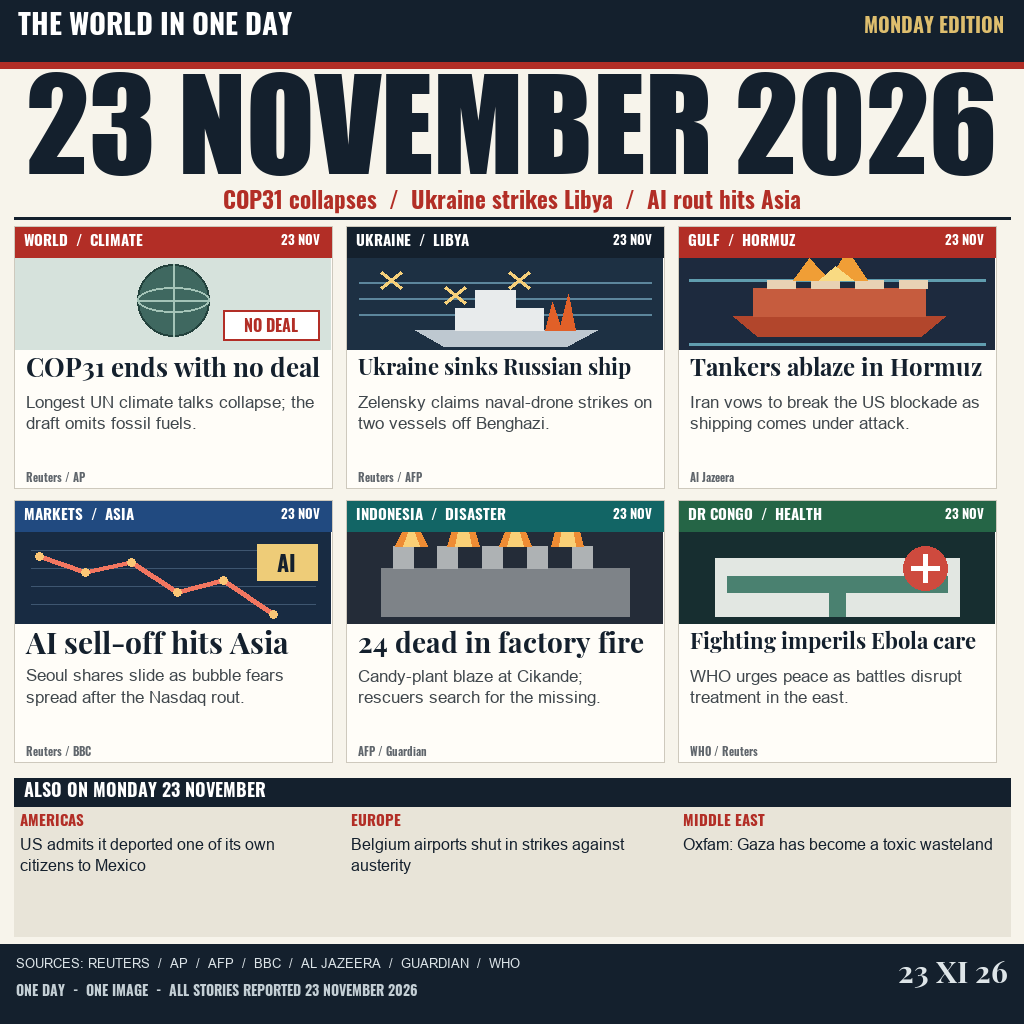 THE WORLD IN ONE DAY
MONDAY EDITION
23 NOVEMBER 2026
COP31 collapses / Ukraine strikes Libya / AI rout hits Asia
WORLD / CLIMATE
23 NOV
NO DEAL
COP31 ends with no deal
Longest UN climate talks collapse; the
draft omits fossil fuels.
Reuters / AP
UKRAINE / LIBYA
23 NOV
Ukraine sinks Russian ship
Zelensky claims naval-drone strikes on
two vessels off Benghazi.
Reuters / AFP
GULF / HORMUZ
23 NOV
Tankers ablaze in Hormuz
Iran vows to break the US blockade as
shipping comes under attack.
Al Jazeera
MARKETS / ASIA
23 NOV
AI
AI sell-off hits Asia
Seoul shares slide as bubble fears
spread after the Nasdaq rout.
Reuters / BBC
INDONESIA / DISASTER
23 NOV
24 dead in factory fire
Candy-plant blaze at Cikande;
rescuers search for the missing.
AFP / Guardian
DR CONGO / HEALTH
23 NOV
Fighting imperils Ebola care
WHO urges peace as battles disrupt
treatment in the east.
WHO / Reuters
ALSO ON MONDAY 23 NOVEMBER
AMERICAS
US admits it deported one of its own
citizens to Mexico
EUROPE
Belgium airports shut in strikes against
austerity
MIDDLE EAST
Oxfam: Gaza has become a toxic wasteland
SOURCES: REUTERS / AP / AFP / BBC / AL JAZEERA / GUARDIAN / WHO
ONE DAY - ONE IMAGE - ALL STORIES REPORTED 23 NOVEMBER 2026
23 XI 26